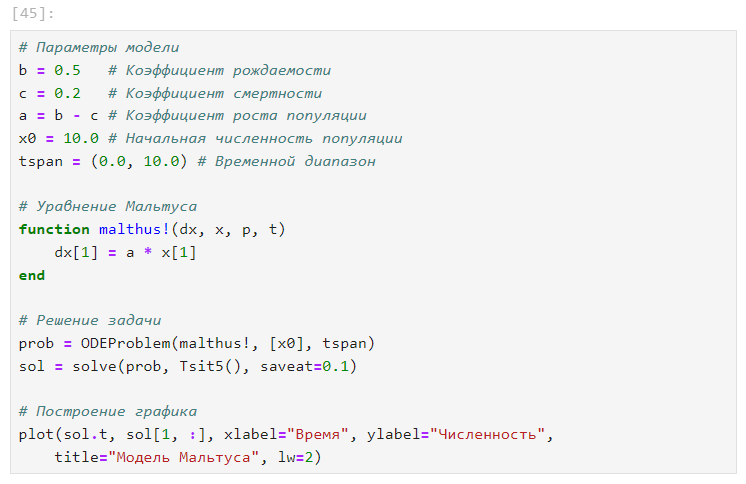 [45]:
# Параметры модели
b = 0.5   # Коэффициент рождаемости
c = 0.2   # Коэффициент смертности
a = b - c # Коэффициент роста популяции
x0 = 10.0 # Начальная численность популяции
tspan = (0.0, 10.0) # Временной диапазон

# Уравнение Мальтуса
function malthus!(dx, x, p, t)
    dx[1] = a * x[1]
end

# Решение задачи
prob = ODEProblem(malthus!, [x0], tspan)
sol = solve(prob, Tsit5(), saveat=0.1)

# Построение графика
plot(sol.t, sol[1, :], xlabel="Время", ylabel="Численность",
    title="Модель Мальтуса", lw=2)